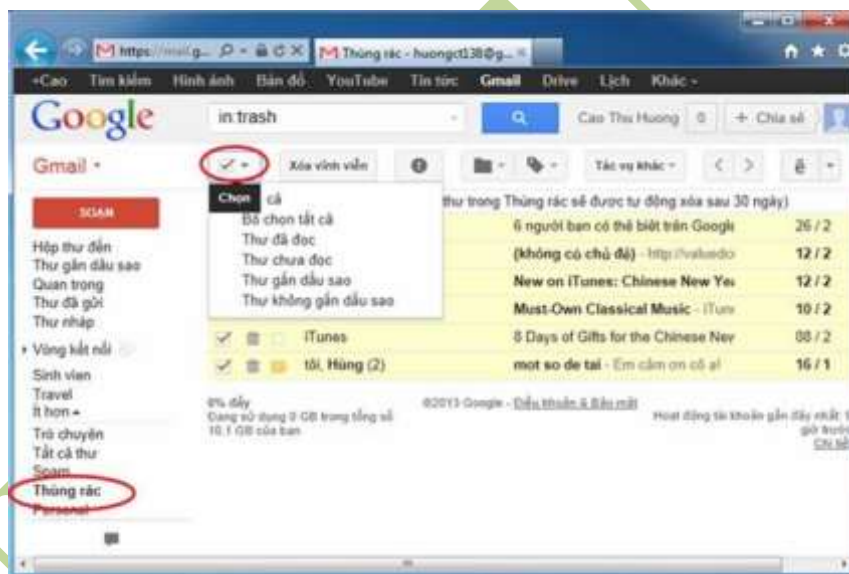 https://mail.g...
Thùng rác - huongct138@g...
+Cao Tìm kiếm Hình ảnh Bản đồ YouTube Tin tức Gmail Drive Lịch Khác
Google in:trash Cao Thu Huong 0 + Chia sẻ
Gmail Xóa vĩnh viễn Tác vụ khác < >
SOẠN
Hộp thư đến
Thư gắn dấu sao
Quan trọng
Thư đã gửi
Thư nháp
Vòng kết nối
Sinh vien
Travel
Ít hơn
Trò chuyện
Tất cả thư
Spam
Thùng rác
Personal
Chọn cả
Bỏ chọn tất cả
Thư đã đọc
Thư chưa đọc
Thư gắn dấu sao
Thư không gắn dấu sao
thư trong Thùng rác sẽ được tự động xóa sau 30 ngày)
6 người bạn có thể biết trên Google 26 / 2
(không có chủ đề) - 12 / 2
New on iTunes: Chinese New Yea 12 / 2
Must-Own Classical Music - iTune 10 / 2
iTunes 8 Days of Gifts for the Chinese New 08 / 2
tôi, Hùng (2) mot so de tai - Em cảm ơn cô ạ! 16 / 1
0% đầy
Đang sử dụng 0 GB trong tổng số
10,1 GB của bạn
©2013 Google - Điều khoản & Bảo mật
Hoạt động tài khoản gần đây nhất: 1
giờ trước